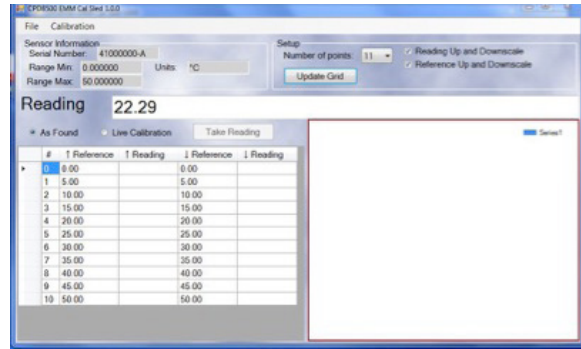 CPD8500 EMM Cal Sled 1.0.0
File Calibration
Sensor Information
Serial Number: 41000000-A
Range Min: 0.000000 Units: °C
Range Max: 50.000000
Setup
Number of points: 11
Reading Up and Downscale
Reference Up and Downscale
Update Grid
Reading 22.29
As Found Live Calibration Take Reading
# ↑ Reference ↑ Reading ↓ Reference ↓ Reading
0 0.00 0.00
1 5.00 5.00
2 10.00 10.00
3 15.00 15.00
4 20.00 20.00
5 25.00 25.00
6 30.00 30.00
7 35.00 35.00
8 40.00 40.00
9 45.00 45.00
10 50.00 50.00
Series1